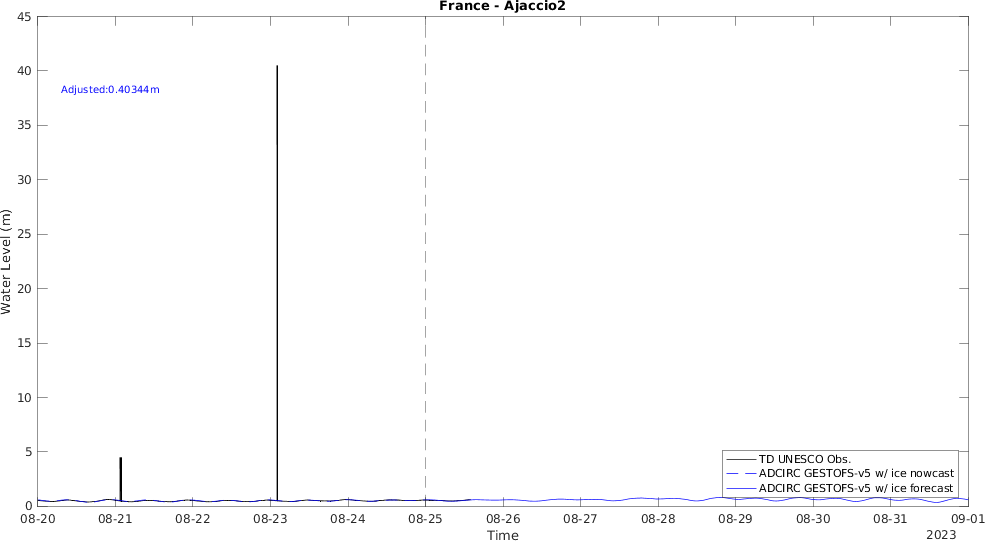 France - Ajaccio2
45
40
35
30
25
20
15
10
5
0
Water Level (m)
Adjusted:0.40344m
TD UNESCO Obs.
ADCIRC GESTOFS-v5 w/ ice nowcast
ADCIRC GESTOFS-v5 w/ ice forecast
08-20 08-21 08-22 08-23 08-24 08-25 08-26 08-27 08-28 08-29 08-30 08-31 09-01
Time
2023